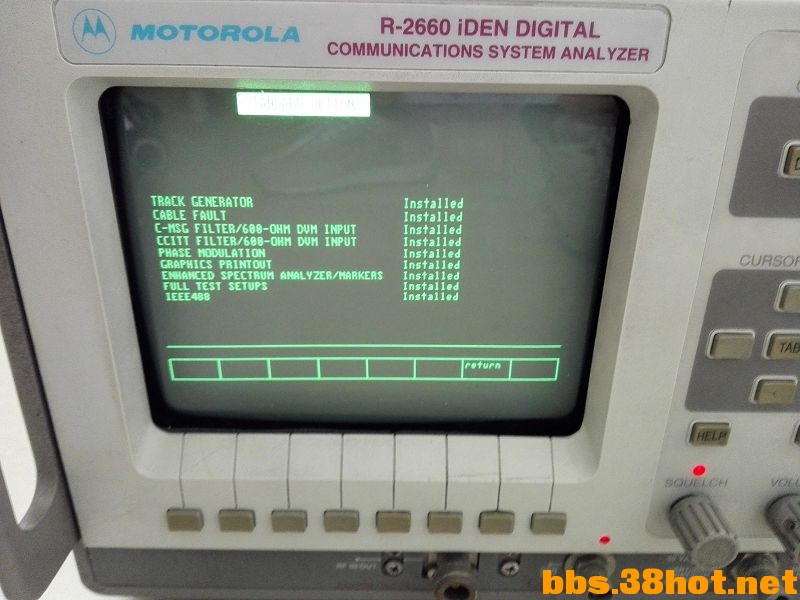 MOTOROLA
R-2660 iDEN DIGITAL
COMMUNICATIONS SYSTEM ANALYZER
TRACK GENERATOR Installed
CABLE FAULT Installed
C-MSG FILTER/600-OHM DVM INPUT Installed
CCITT FILTER/600-OHM DVM INPUT Installed
PHASE MODULATION Installed
GRAPHICS PRINTOUT Installed
ENHANCED SPECTRUM ANALYZER/MARKERS Installed
FULL TEST SETUPS Installed
IEEE488 Installed
return
CURSOR
TAB
HELP
SQUELCH
VOLU
RF IN/OUT
bbs.38hot.net